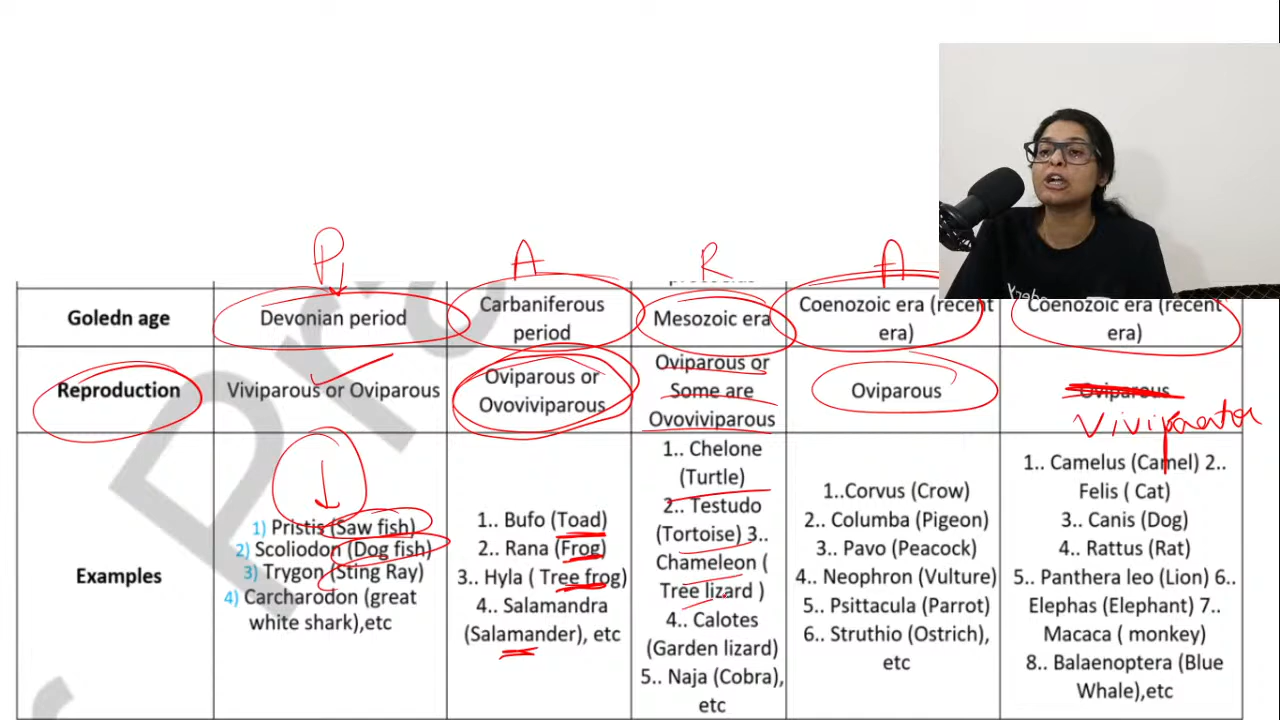 P A R A
Goledn age
Devonian period
Carbaniferous
period
Mesozoic era
Coenozoic era (recent
era)
Coenozoic era (recent
era)
Reproduction
Viviparous or Oviparous
Oviparous or
Ovoviviparous
Oviparous or
Some are
Ovoviviparous
Oviparous
Oviparous
Examples
1) Pristis (Saw fish)
2) Scoliodon (Dog fish)
3) Trygon (Sting Ray)
4) Carcharodon (great
white shark),etc
1.. Bufo (Toad)
2.. Rana (Frog)
3.. Hyla ( Tree frog)
4.. Salamandra
(Salamander), etc
1.. Chelone
(Turtle)
2.. Testudo
(Tortoise) 3..
Chameleon (
Tree lizard )
4.. Calotes
(Garden lizard)
5.. Naja (Cobra),
etc
1..Corvus (Crow)
2.. Columba (Pigeon)
3.. Pavo (Peacock)
4.. Neophron (Vulture)
5.. Psittacula (Parrot)
6.. Struthio (Ostrich),
etc
1.. Camelus (Camel) 2..
Felis ( Cat)
3.. Canis (Dog)
4.. Rattus (Rat)
5.. Panthera leo (Lion) 6..
Elephas (Elephant) 7..
Macaca ( monkey)
8.. Balaenoptera (Blue
Whale),etc